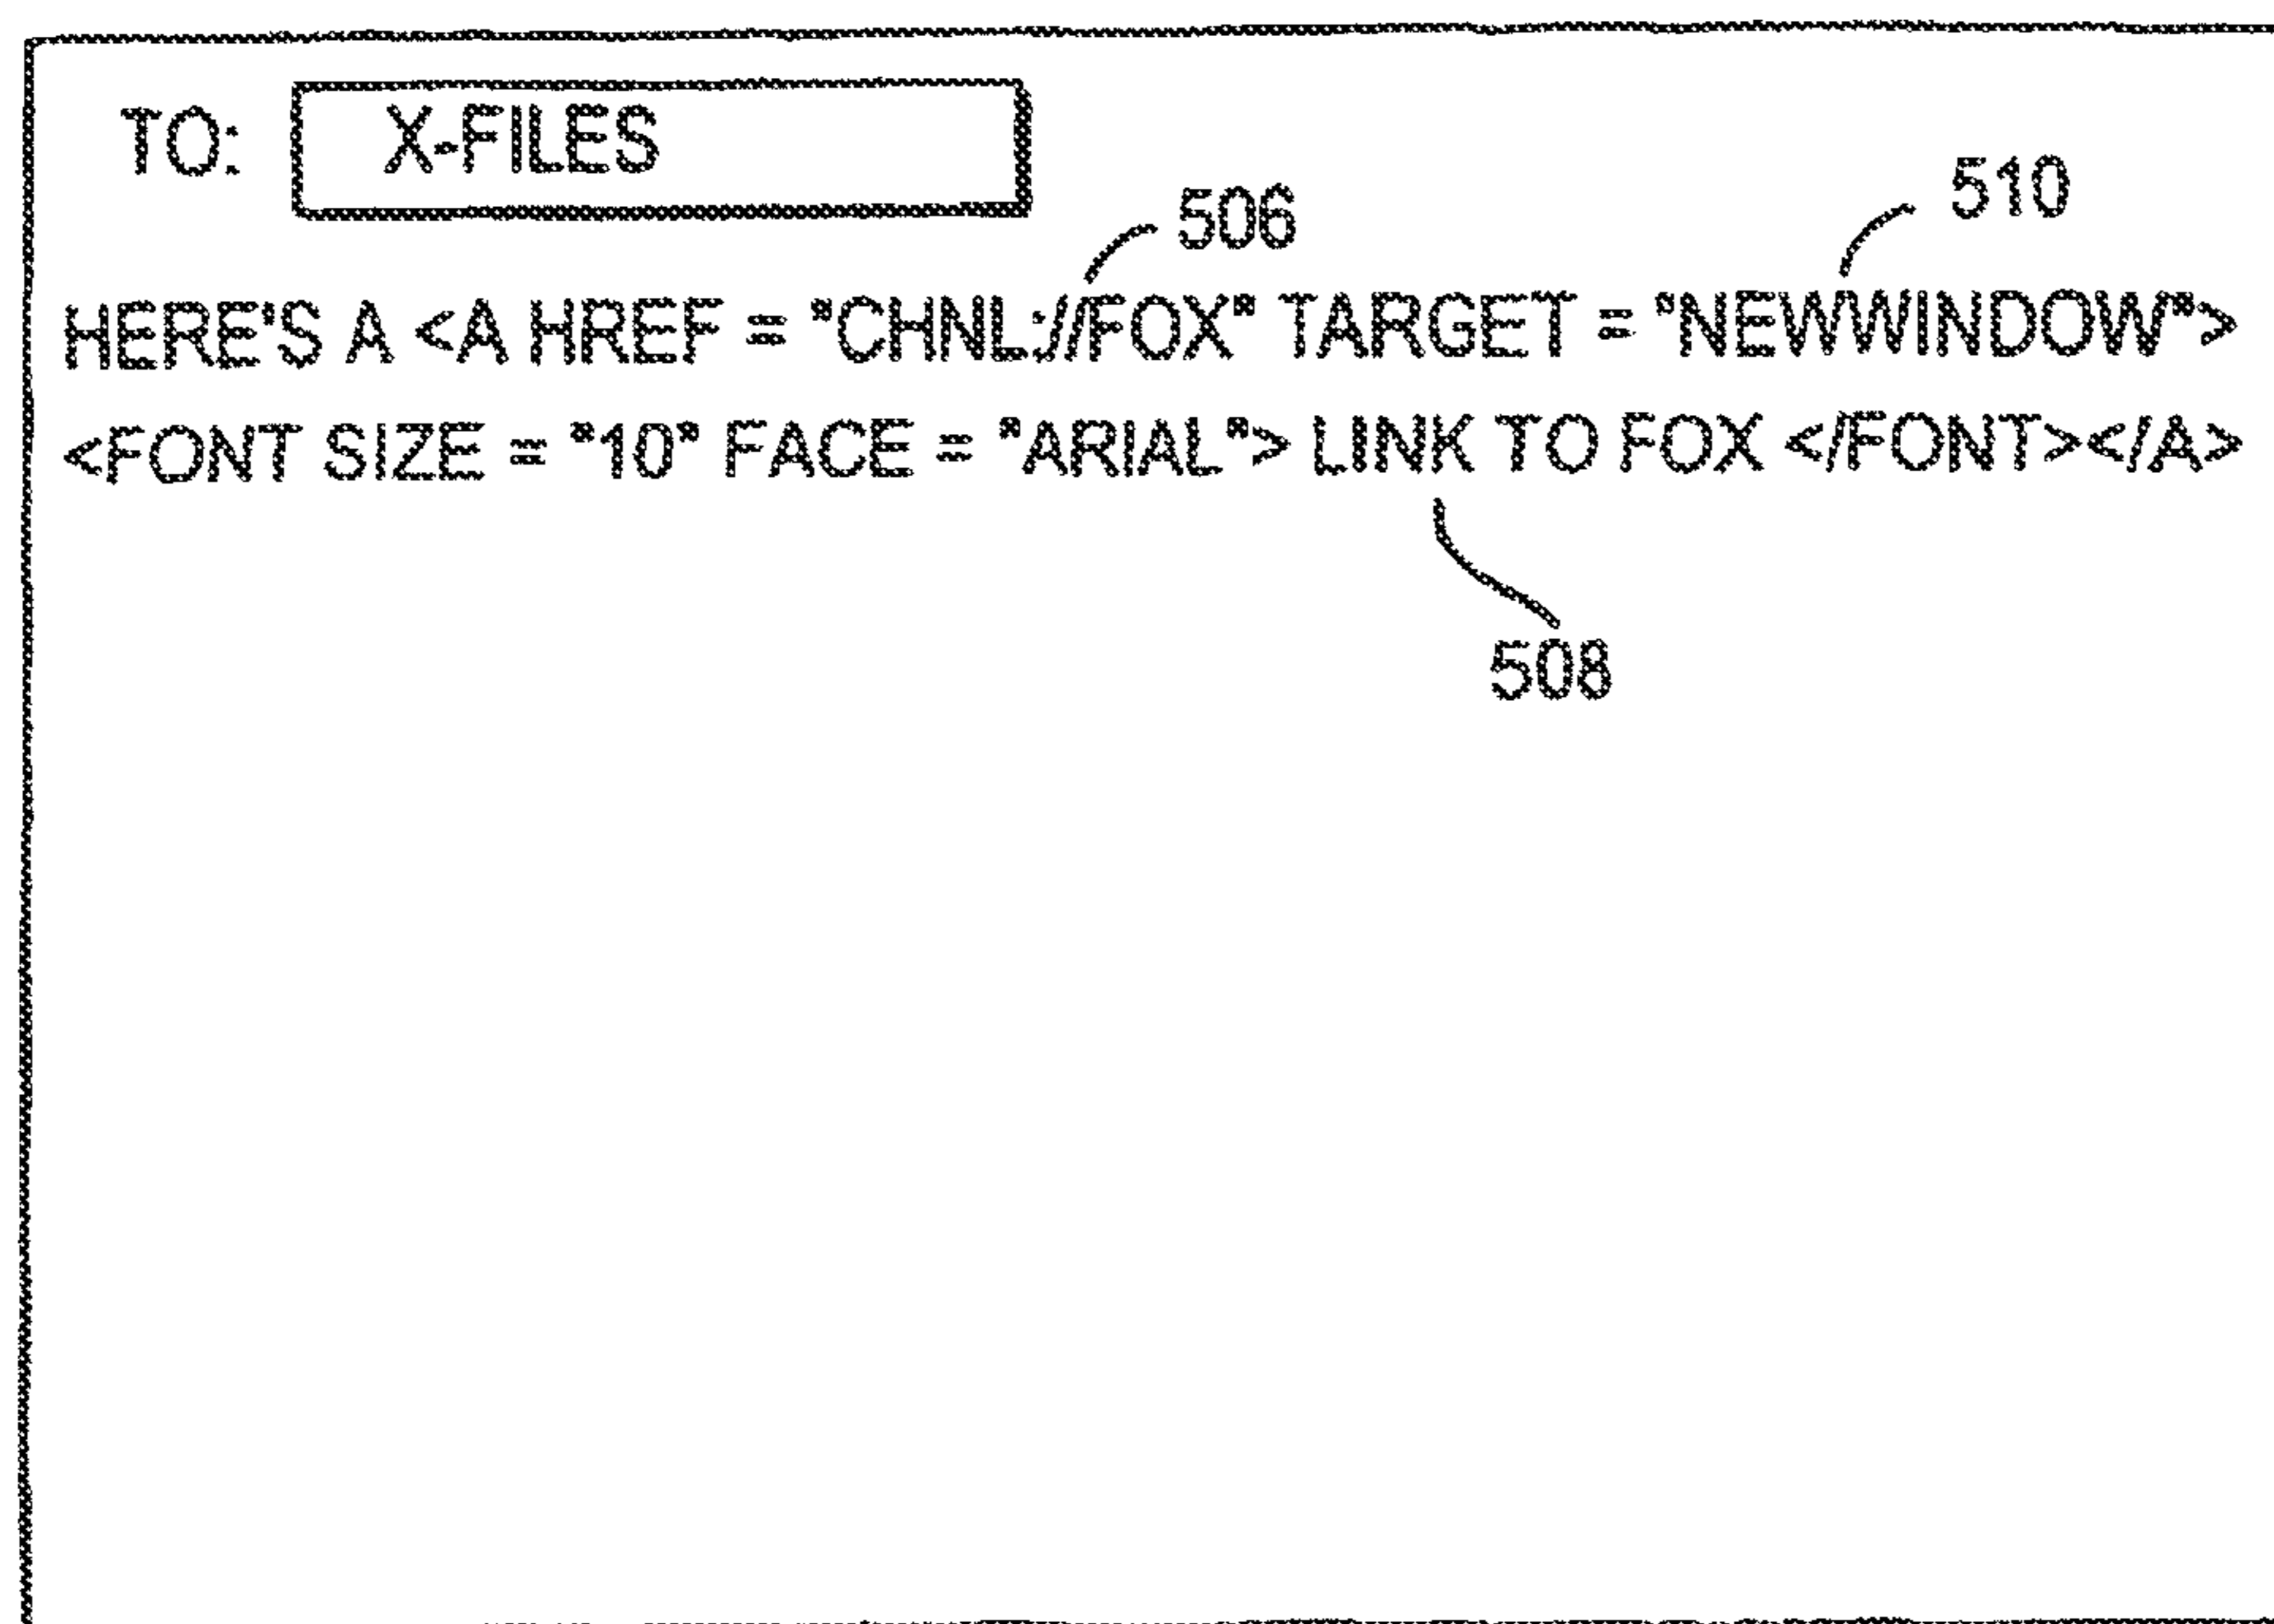 TO: X-FILES
506
510
HERE'S A <A HREF = "CHNL://FOX" TARGET = "NEWWINDOW">
<FONT SIZE = "10" FACE = "ARIAL"> LINK TO FOX </FONT></A>
508